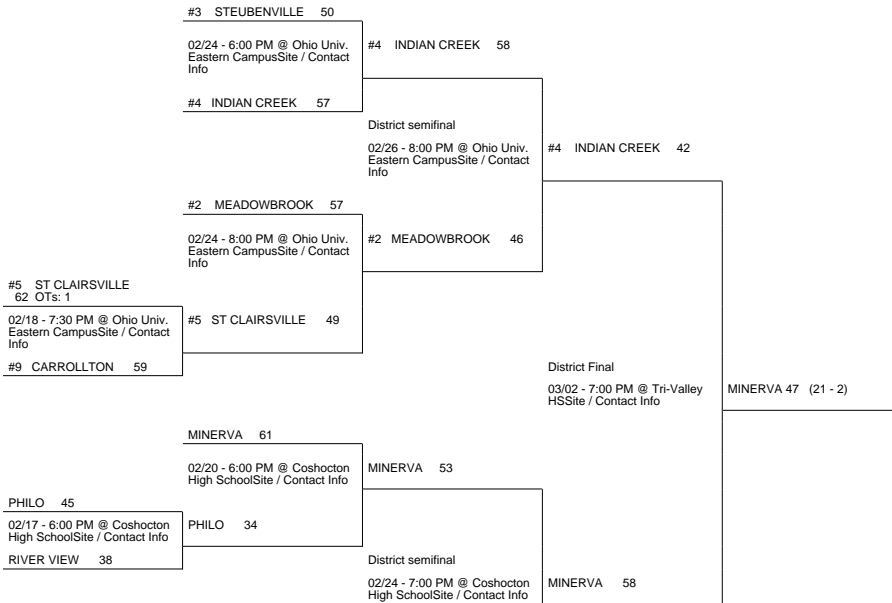 #3 STEUBENVILLE 50
02/24 - 6:00 PM @ Ohio Univ.
Eastern CampusSite / Contact
Info
#4 INDIAN CREEK 58
#4 INDIAN CREEK 57
District semifinal
02/26 - 8:00 PM @ Ohio Univ.
Eastern CampusSite / Contact
Info
#4 INDIAN CREEK 42
#2 MEADOWBROOK 57
02/24 - 8:00 PM @ Ohio Univ.
Eastern CampusSite / Contact
Info
#2 MEADOWBROOK 46
#5 ST CLAIRSVILLE
62 OTs: 1
02/18 - 7:30 PM @ Ohio Univ.
Eastern CampusSite / Contact
Info
#5 ST CLAIRSVILLE 49
#9 CARROLLTON 59
District Final
03/02 - 7:00 PM @ Tri-Valley
HSSite / Contact Info
MINERVA 47 (21 - 2)
MINERVA 61
02/20 - 6:00 PM @ Coshocton
High SchoolSite / Contact Info
MINERVA 53
PHILO 45
02/17 - 6:00 PM @ Coshocton
High SchoolSite / Contact Info
PHILO 34
RIVER VIEW 38
District semifinal
02/24 - 7:00 PM @ Coshocton
High SchoolSite / Contact Info
MINERVA 58